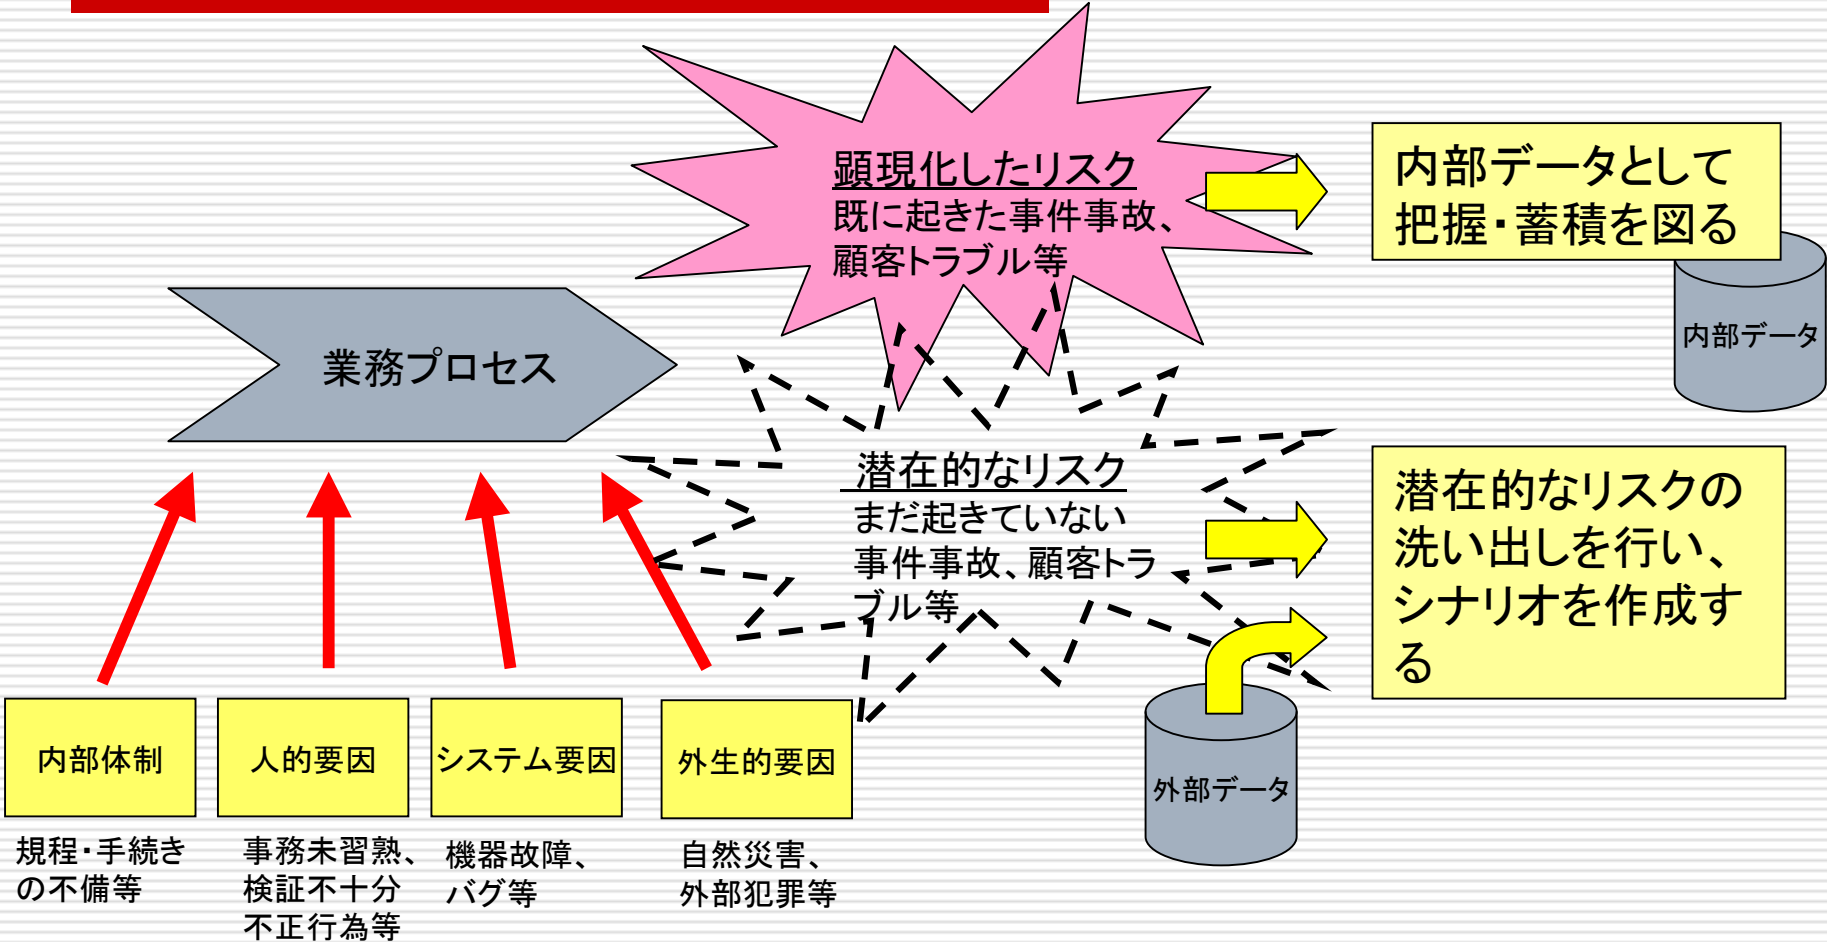 顕現化したリスク
既に起きた事件事故、
顧客トラブル等
内部データとして
把握・蓄積を図る
内部データ
業務プロセス
潜在的なリスク
まだ起きていない
事件事故、顧客トラ
ブル等
潜在的なリスクの
洗い出しを行い、
シナリオを作成す
る
外部データ
内部体制
人的要因
システム要因
外生的要因
規程・手続き
の不備等
事務未習熟、
検証不十分
不正行為等
機器故障、
バグ等
自然災害、
外部犯罪等